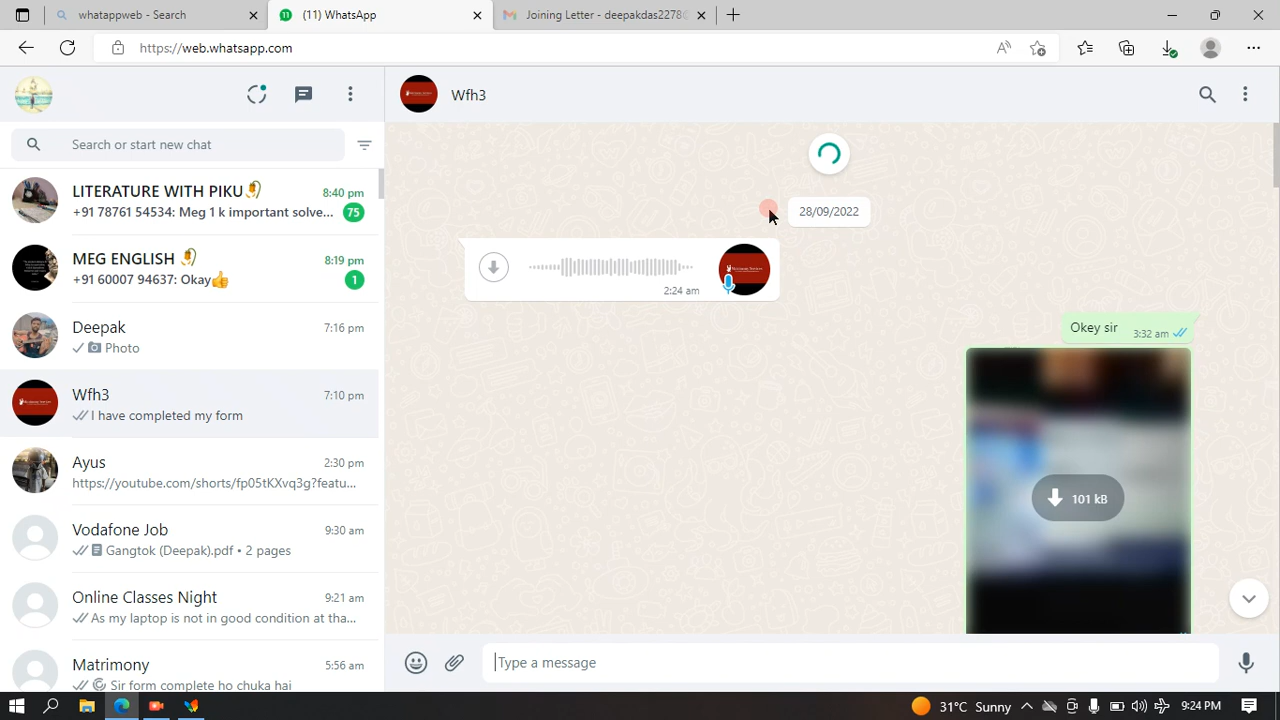 whatappweb - Search
(11) WhatsApp
Joining Letter - deepakdas2278
https://web.whatsapp.com
Wfh3
Search or start new chat
LITERATURE WITH PIKU🧏 8:40 pm
+91 78761 54534: Meg 1 k important solve... 75
28/09/2022
MEG ENGLISH 🧏 8:19 pm
+91 60007 94637: Okay👍 1
2:24 am
Deepak 7:16 pm
Photo
Okey sir 3:32 am
Wfh3 7:10 pm
I have completed my form
Ayus 2:30 pm
https://youtube.com/shorts/fp05tKXvq3g?featu...
101 kB
Vodafone Job 9:30 am
Gangtok (Deepak).pdf • 2 pages
Online Classes Night 9:21 am
As my laptop is not in good condition at tha...
Matrimony 5:56 am
Sir form complete ho chuka hai
Type a message
31°C Sunny
9:24 PM